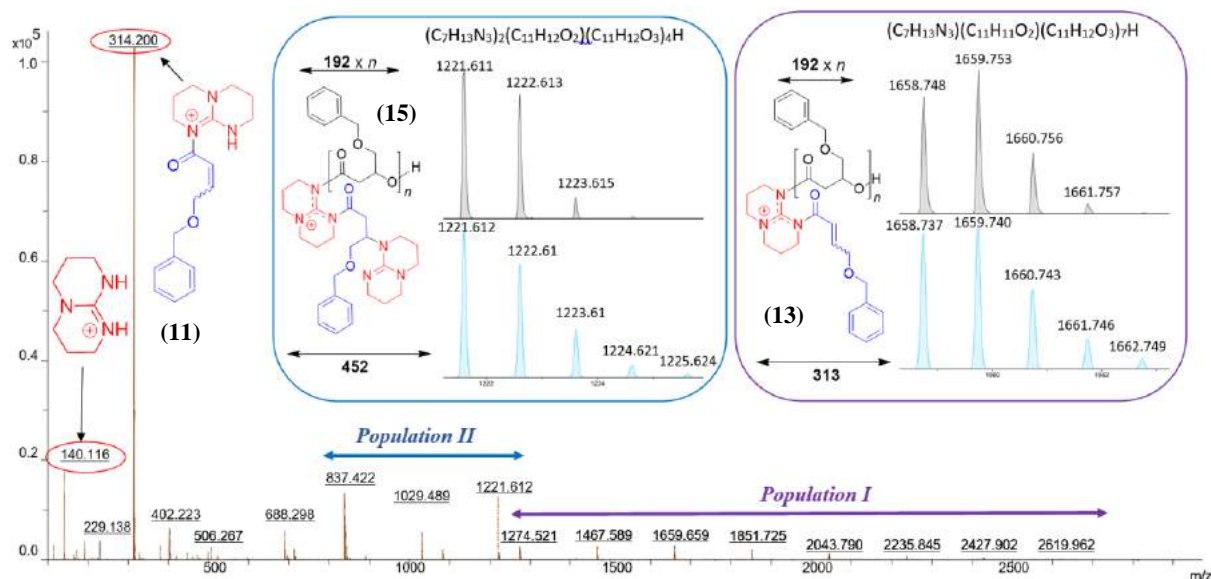 x10⁵
1.0
0.8
0.6
0.4
0.2
0.0
314.200
N
N
NH
⊕
O
O
(11)
N
NH
NH
⊕
140.116
229.138
402.223
506.267
688.298
837.422
1029.489
1221.612
1274.521
1467.589
1659.659
1851.725
2043.790
2235.845
2427.902
2619.962
500
1000
1500
2000
2500
m/z
Population II
Population I
(C₇H₁₃N₃)₂(C₁₁H₁₂O₂)(C₁₁H₁₂O₃)₄H
192 x n
(15)
O
O
O
H
n
N
N
N
⊕
O
O
N
N
N
452
1221.611
1222.613
1223.615
1221.612
1222.61
1223.61
1224.621
1225.624
1222
1224
(C₇H₁₃N₃)(C₁₁H₁₁O₂)(C₁₁H₁₂O₃)₇H
192 x n
O
O
O
H
n
N
N
N
⊕
O
O
(13)
313
1658.748
1659.753
1660.756
1661.757
1658.737
1659.740
1660.743
1661.746
1662.749
1660
1662